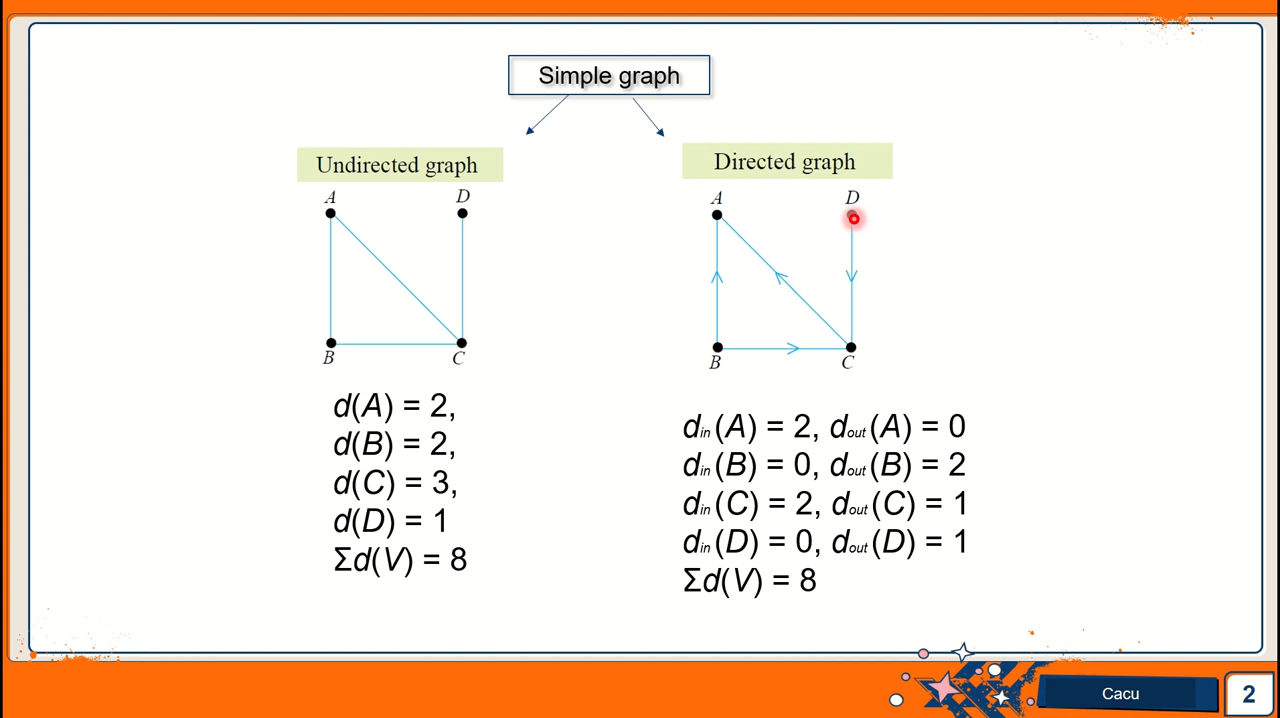 Simple graph
Undirected graph
A
D
B
C
d(A) = 2,
d(B) = 2,
d(C) = 3,
d(D) = 1
Σd(V) = 8
Directed graph
A
D
B
C
din(A) = 2, dout(A) = 0
din(B) = 0, dout(B) = 2
din(C) = 2, dout(C) = 1
din(D) = 0, dout(D) = 1
Σd(V) = 8
Cacu
2